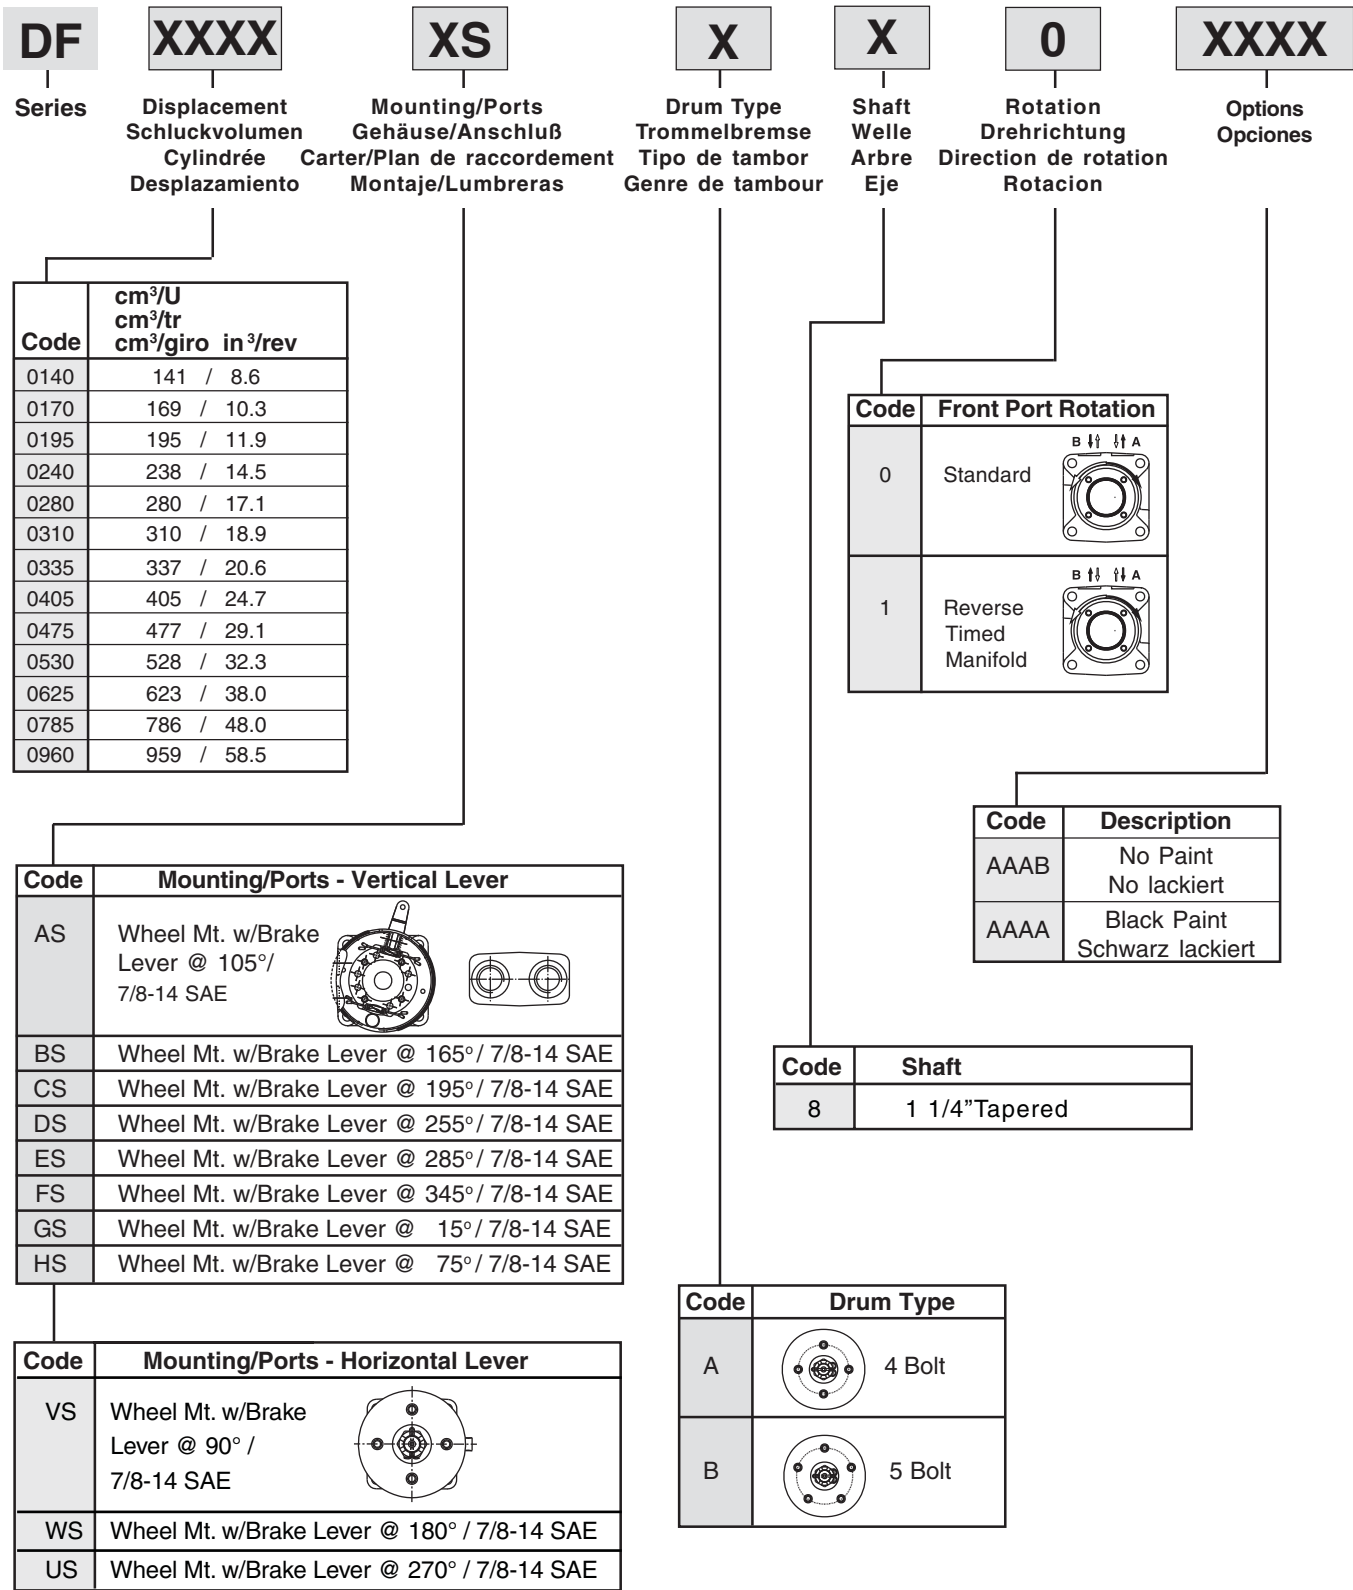 DF XXXX XS X X 0 XXXX
Series
Displacement
Schluckvolumen
Cylindrée
Desplazamiento
Mounting/Ports
Gehäuse/Anschluß
Carter/Plan de raccordement
Montaje/Lumbreras
Drum Type
Trommelbremse
Tipo de tambor
Genre de tambour
Shaft
Welle
Arbre
Eje
Rotation
Drehrichtung
Direction de rotation
Rotacion
Options
Opciones
cm³/U
cm³/tr
Code cm³/giro in³/rev
0140 141 / 8.6
0170 169 / 10.3
0195 195 / 11.9
0240 238 / 14.5
0280 280 / 17.1
0310 310 / 18.9
0335 337 / 20.6
0405 405 / 24.7
0475 477 / 29.1
0530 528 / 32.3
0625 623 / 38.0
0785 786 / 48.0
0960 959 / 58.5
Code Front Port Rotation
B A
0 Standard
B A
1 Reverse
Timed
Manifold
Code Description
AAAB No Paint
No lackiert
AAAA Black Paint
Schwarz lackiert
Code Mounting/Ports - Vertical Lever
AS Wheel Mt. w/Brake
Lever @ 105°/
7/8-14 SAE
BS Wheel Mt. w/Brake Lever @ 165°/ 7/8-14 SAE
CS Wheel Mt. w/Brake Lever @ 195°/ 7/8-14 SAE
DS Wheel Mt. w/Brake Lever @ 255°/ 7/8-14 SAE
ES Wheel Mt. w/Brake Lever @ 285°/ 7/8-14 SAE
FS Wheel Mt. w/Brake Lever @ 345°/ 7/8-14 SAE
GS Wheel Mt. w/Brake Lever @ 15°/ 7/8-14 SAE
HS Wheel Mt. w/Brake Lever @ 75°/ 7/8-14 SAE
Code Shaft
8 1 1/4”Tapered
Code Drum Type
A 4 Bolt
B 5 Bolt
Code Mounting/Ports - Horizontal Lever
VS Wheel Mt. w/Brake
Lever @ 90° /
7/8-14 SAE
WS Wheel Mt. w/Brake Lever @ 180° / 7/8-14 SAE
US Wheel Mt. w/Brake Lever @ 270° / 7/8-14 SAE